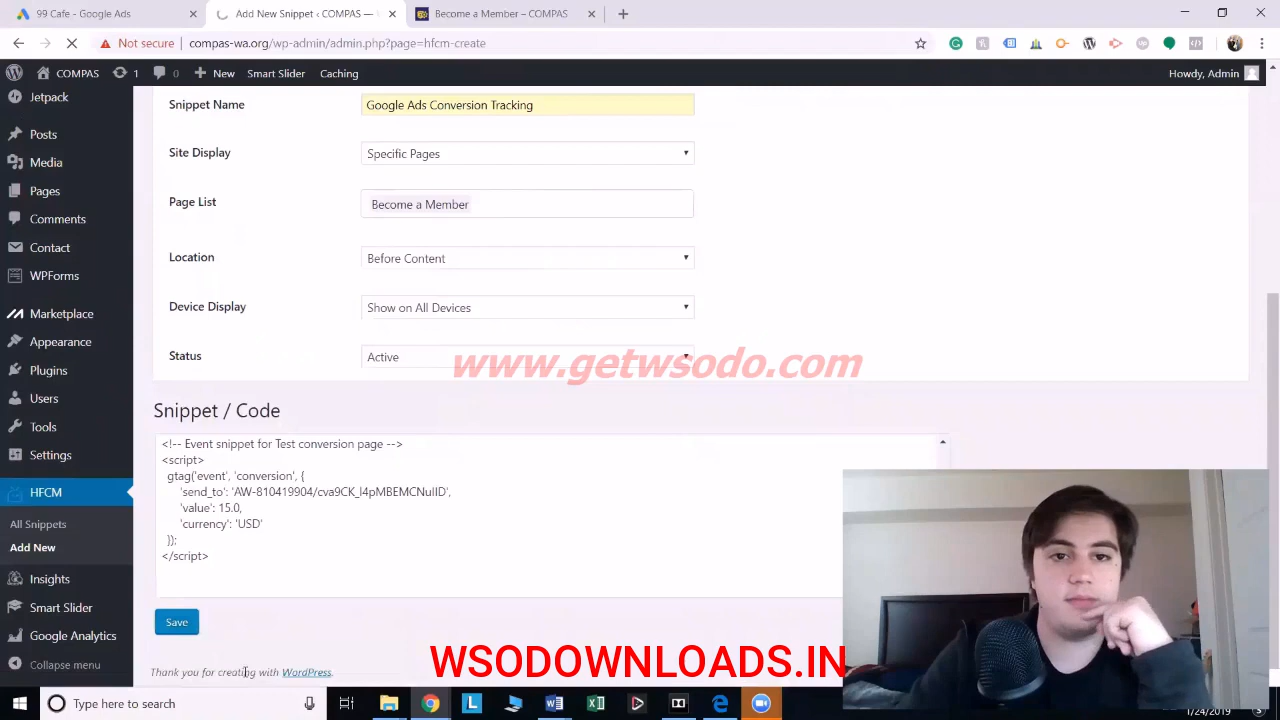 99 Cafe - Google Ads
Add New Snippet ‹ COMPAS —
Become a Member – COMPAS
Not secure
compas-wa.org/wp-admin/admin.php?page=hfcm-create
COMPAS
1
0
New
Smart Slider
Caching
Howdy, Admin
Jetpack
Posts
Media
Pages
Comments
Contact
WPForms
Marketplace
Appearance
Plugins
Users
Tools
Settings
HFCM
All Snippets
Add New
Insights
Smart Slider
Google Analytics
Collapse menu
Snippet Name
Google Ads Conversion Tracking
Site Display
Specific Pages
Page List
Become a Member
Location
Before Content
Device Display
Show on All Devices
Status
Active
www.getwsodo.com
Snippet / Code
<!-- Event snippet for Test conversion page -->
<script>
gtag('event', 'conversion', {
'send_to': 'AW-810419904/cva9CK_l4pMBEMCNuIID',
'value': 15.0,
'currency': 'USD'
});
</script>
Save
Thank you for creating with WordPress.
WSODOWNLOADS.IN
Type here to search
1/24/2019